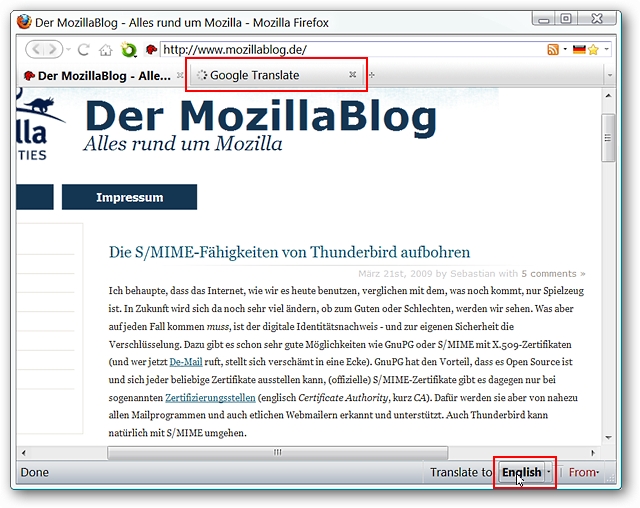 Der MozillaBlog - Alles rund um Mozilla - Mozilla Firefox
http://www.mozillablog.de/
Der MozillaBlog - Alle... Google Translate
lla
TIES
Der MozillaBlog
Alles rund um Mozilla
Impressum
Die S/MIME-Fähigkeiten von Thunderbird aufbohren
März 21st, 2009 by Sebastian with 5 comments »
Ich behaupte, dass das Internet, wie wir es heute benutzen, verglichen mit dem, was noch kommt, nur Spielzeug
ist. In Zukunft wird sich da noch sehr viel ändern, ob zum Guten oder Schlechten, werden wir sehen. Was aber
auf jeden Fall kommen muss, ist der digitale Identitätsnachweis - und zur eigenen Sicherheit die
Verschlüsselung. Dazu gibt es schon sehr gute Möglichkeiten wie GnuPG oder S/MIME mit X.509-Zertifikaten
(und wer jetzt De-Mail ruft, stellt sich verschämt in eine Ecke). GnuPG hat den Vorteil, dass es Open Source ist
und sich jeder beliebige Zertifikate ausstellen kann, (offizielle) S/MIME-Zertifikate gibt es dagegen nur bei
sogenannten Zertifizierungsstellen (englisch Certificate Authority, kurz CA). Dafür werden sie aber von nahezu
allen Mailprogrammen und auch etlichen Webmailern erkannt und unterstützt. Auch Thunderbird kann
natürlich mit S/MIME umgehen.
Done Translate to English From